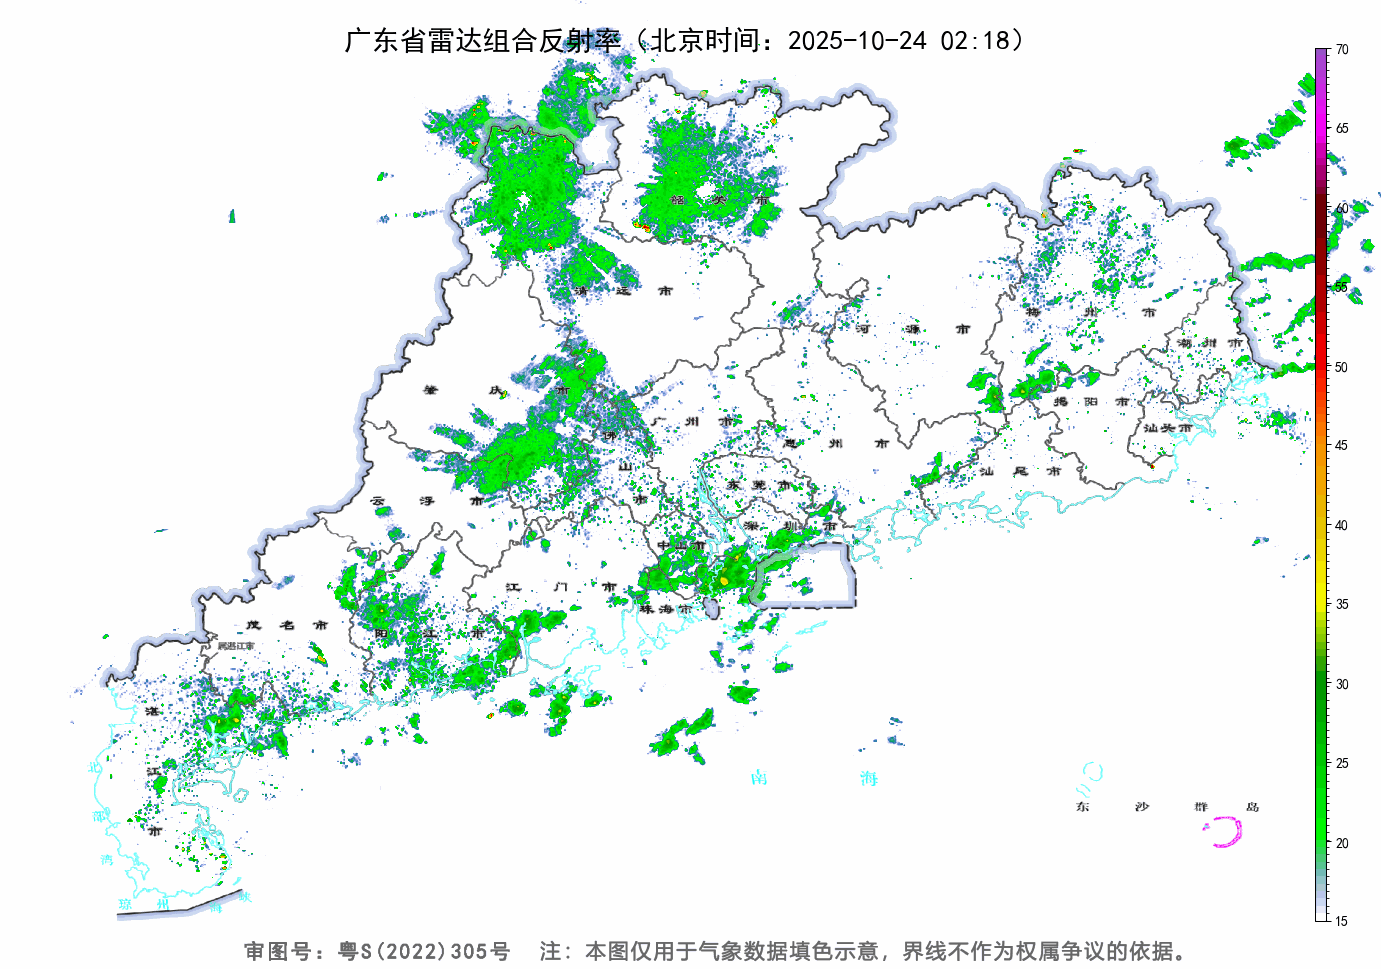 广东省雷达组合反射率（北京时间：2025-10-24 02:18）
70
65
60
55
50
45
40
35
30
25
20
15
韶关市
清远市
梅州市
河源市
潮州市
肇庆市
揭阳市
广州市
汕头市
佛山市
惠州市
汕尾市
东莞市
云浮市
深圳市
中山市
江门市
珠海市
茂名市
阳江市
属湛江市
湛江市
南海
北部湾
东沙群岛
琼州海峡
审图号：粤S(2022)305号 注：本图仅用于气象数据填色示意，界线不作为权属争议的依据。